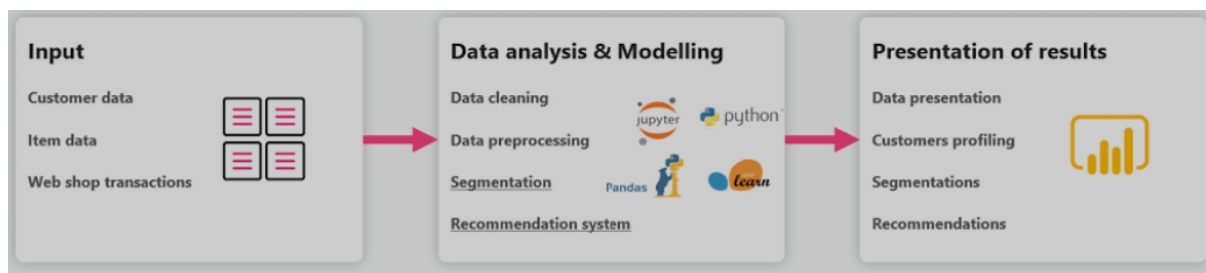 Input
Customer data
Item data
Web shop transactions
Data analysis & Modelling
Data cleaning
Data preprocessing
Segmentation
Recommendation system
jupyter
python
Pandas
learn
Presentation of results
Data presentation
Customers profiling
Segmentations
Recommendations